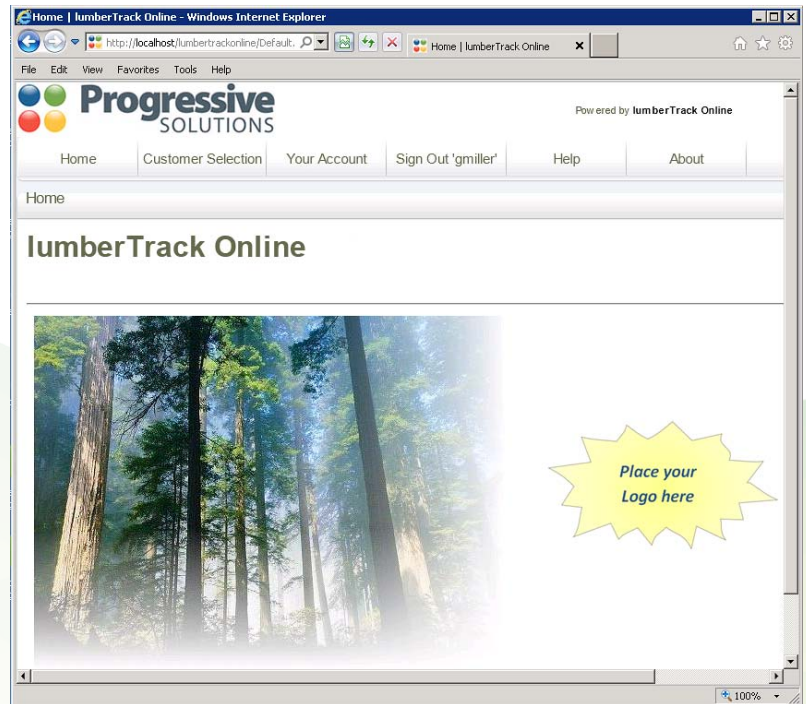 Home | lumberTrack Online - Windows Internet Explorer
http://localhost/lumbertrackonline/Default.
Home | lumberTrack Online
File Edit View Favorites Tools Help
Progressive
SOLUTIONS
Powered by lumberTrack Online
Home Customer Selection Your Account Sign Out 'gmiller' Help About
Home
lumberTrack Online
Place your
Logo here
100%